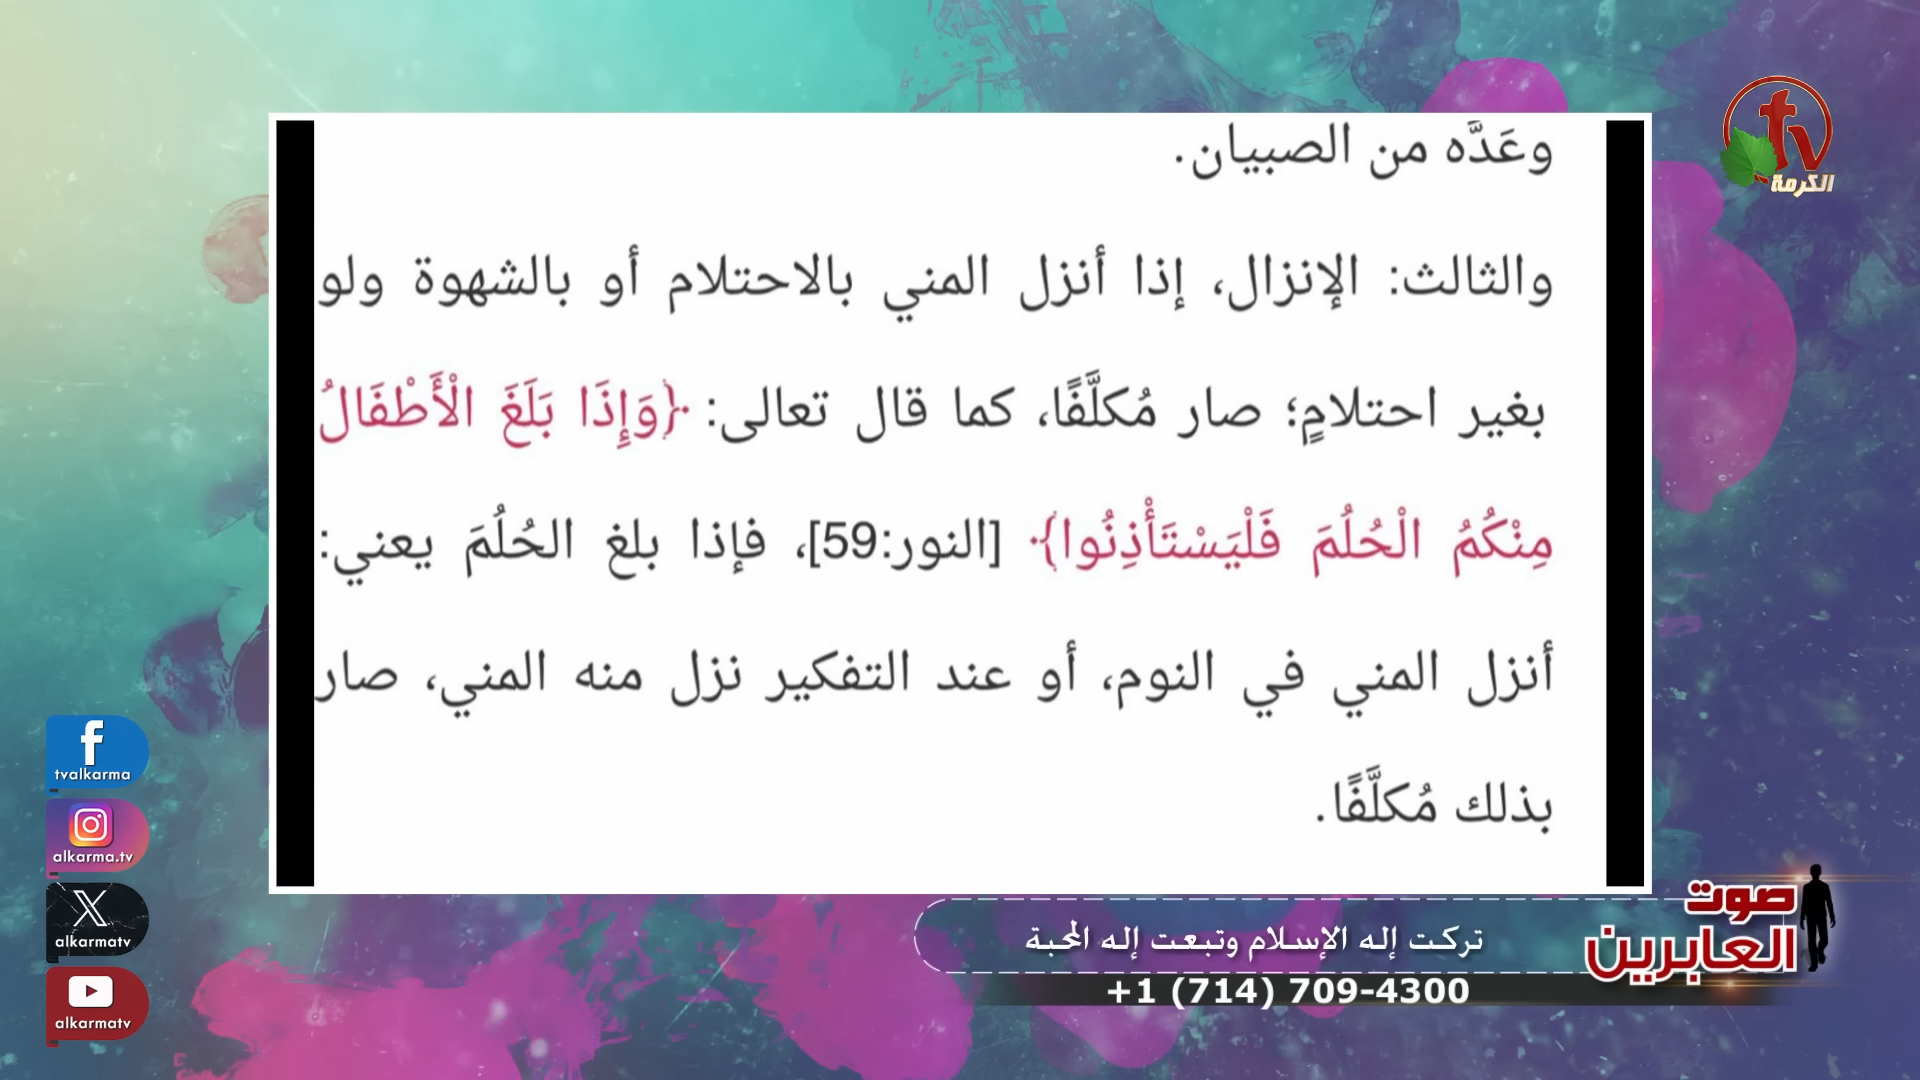 tv
الكرمة
وعَدَّه من الصبيان.
والثالث: الإنزال، إذا أنزل المني بالاحتلام أو بالشهوة ولو
بغير احتلامٍ؛ صار مُكلَّفًا، كما قال تعالى: {وَإِذَا بَلَغَ الْأَطْفَالُ
مِنْكُمُ الْحُلُمَ فَلْيَسْتَأْذِنُوا} [النور:59]، فإذا بلغ الحُلُمَ يعني:
أنزل المني في النوم، أو عند التفكير نزل منه المني، صار
بذلك مُكلَّفًا.
tvalkarma
alkarma.tv
alkarmatv
alkarmatv
صوت
العابرين
تركت إله الإسلام وتبعت إله المحبة
+1 (714) 709-4300